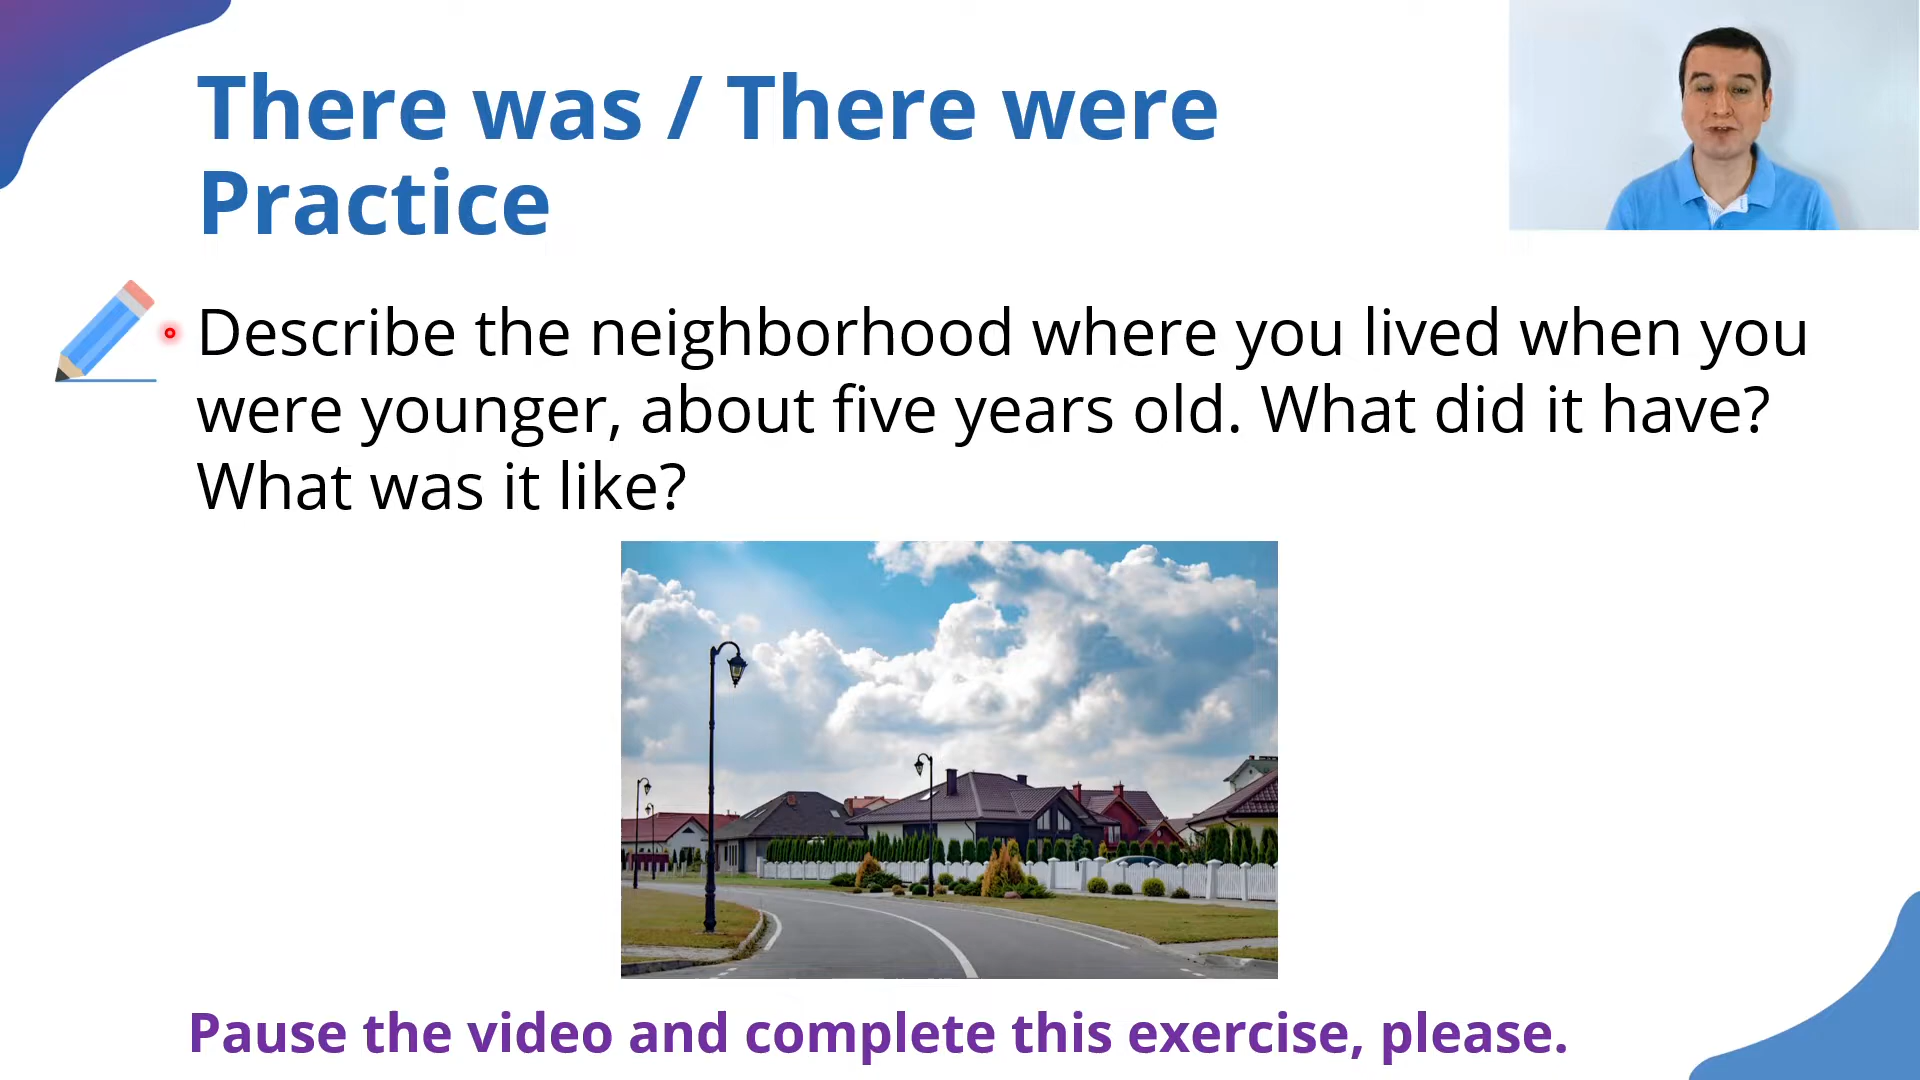 There was / There were
Practice
Describe the neighborhood where you lived when you
were younger, about five years old. What did it have?
What was it like?
Pause the video and complete this exercise, please.